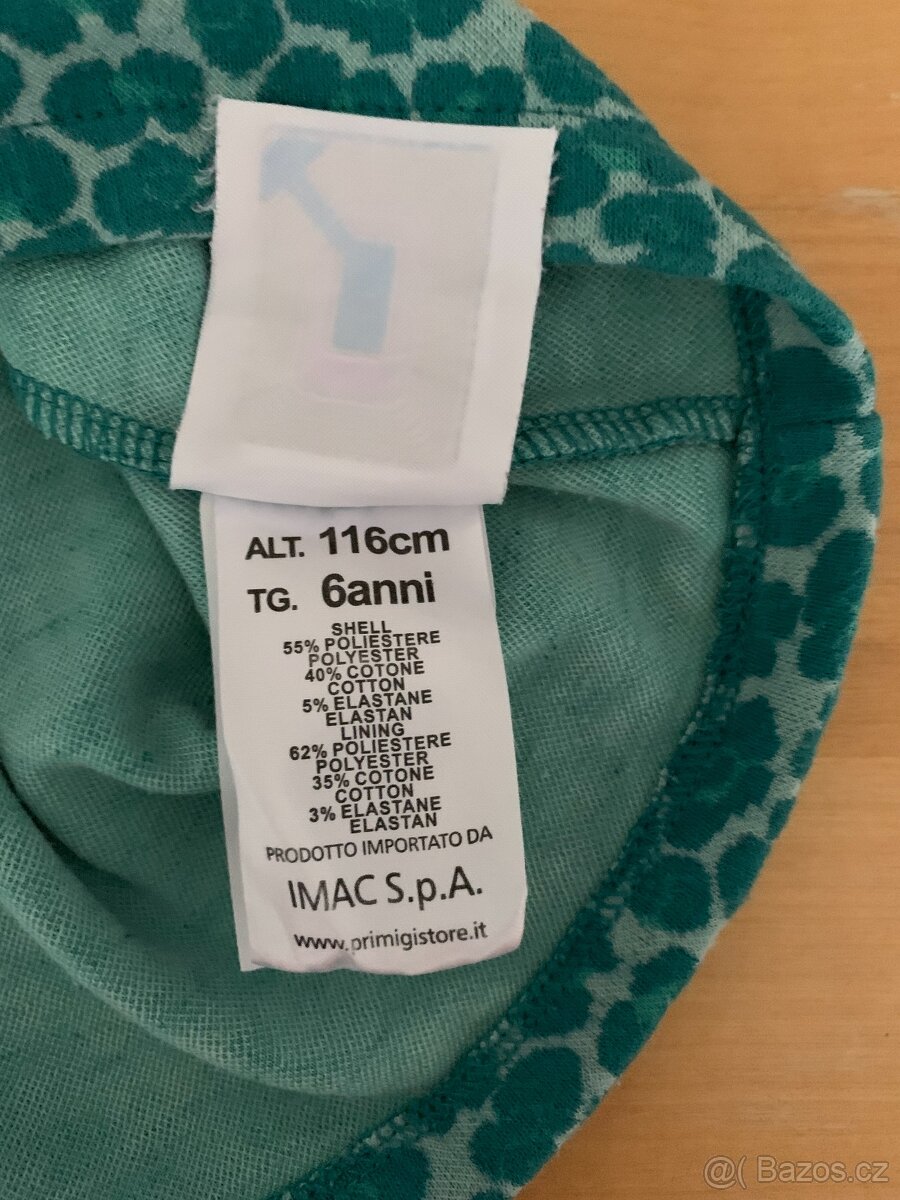 ALT. 116cm
TG. 6anni
SHELL
55% POLIESTERE
POLYESTER
40% COTONE
COTTON
5% ELASTANE
ELASTAN
LINING
62% POLIESTERE
POLYESTER
35% COTONE
COTTON
3% ELASTANE
ELASTAN
PRODOTTO IMPORTATO DA
IMAC S.p.A.
www.primigistore.it
@( Bazos.cz